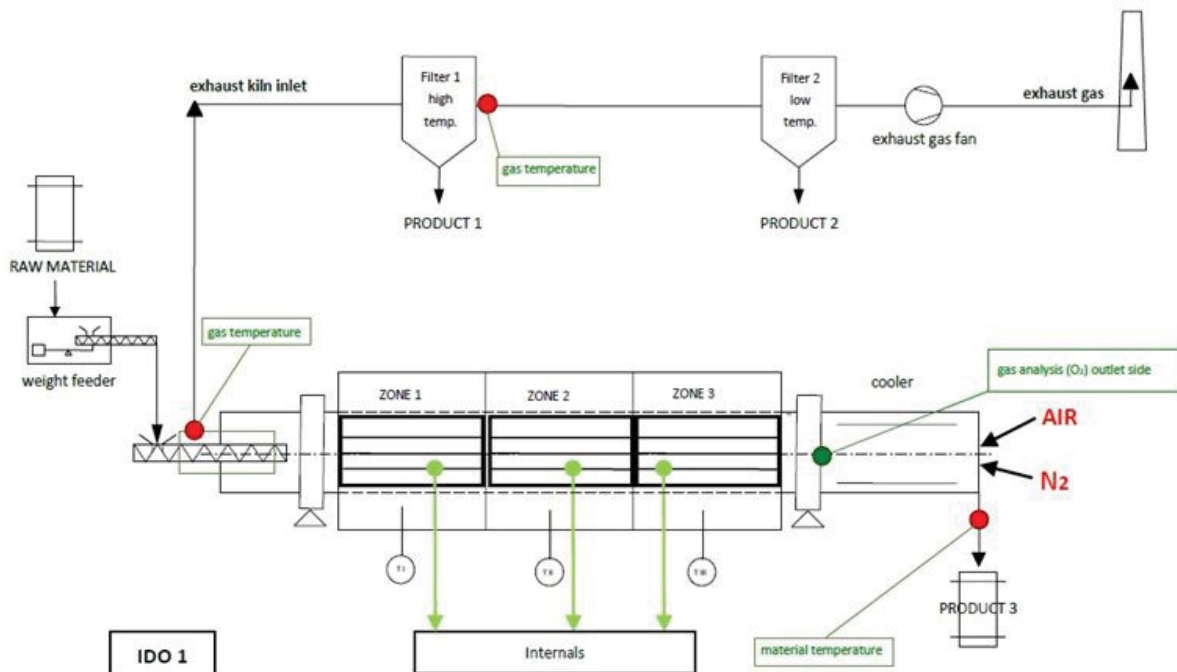 Filter 1
high
temp.
Filter 2
low
temp.
exhaust kiln inlet
exhaust gas
exhaust gas fan
gas temperature
PRODUCT 1
PRODUCT 2
RAW MATERIAL
weight feeder
gas temperature
ZONE 1
ZONE 2
ZONE 3
cooler
gas analysis (O₂) outlet side
AIR
N2
T I
T II
T III
PRODUCT 3
IDO 1
Internals
material temperature